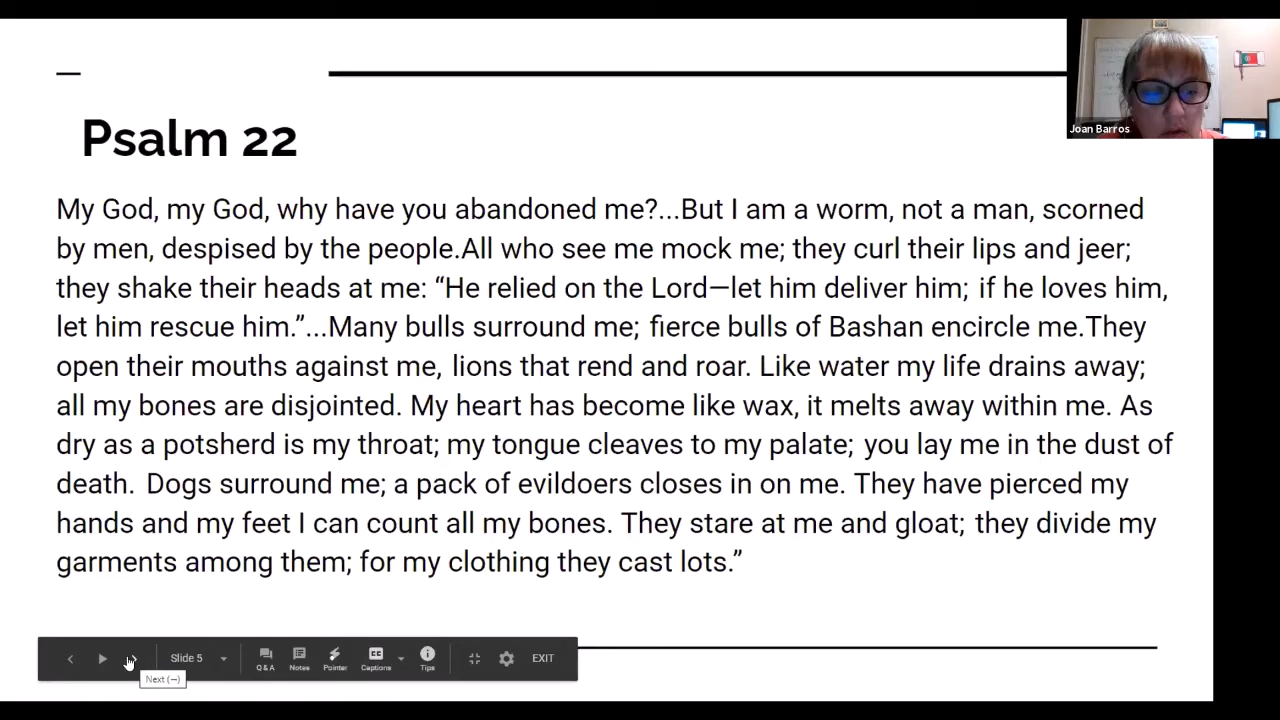 Psalm 22
Joan Barros
My God, my God, why have you abandoned me?...But I am a worm, not a man, scorned
by men, despised by the people.All who see me mock me; they curl their lips and jeer;
they shake their heads at me: “He relied on the Lord—let him deliver him; if he loves him,
let him rescue him.”...Many bulls surround me; fierce bulls of Bashan encircle me.They
open their mouths against me, lions that rend and roar. Like water my life drains away;
all my bones are disjointed. My heart has become like wax, it melts away within me. As
dry as a potsherd is my throat; my tongue cleaves to my palate; you lay me in the dust of
death. Dogs surround me; a pack of evildoers closes in on me. They have pierced my
hands and my feet I can count all my bones. They stare at me and gloat; they divide my
garments among them; for my clothing they cast lots.”
Slide 5
Q&A
Notes
Pointer
Captions
Tips
EXIT
Next (→)